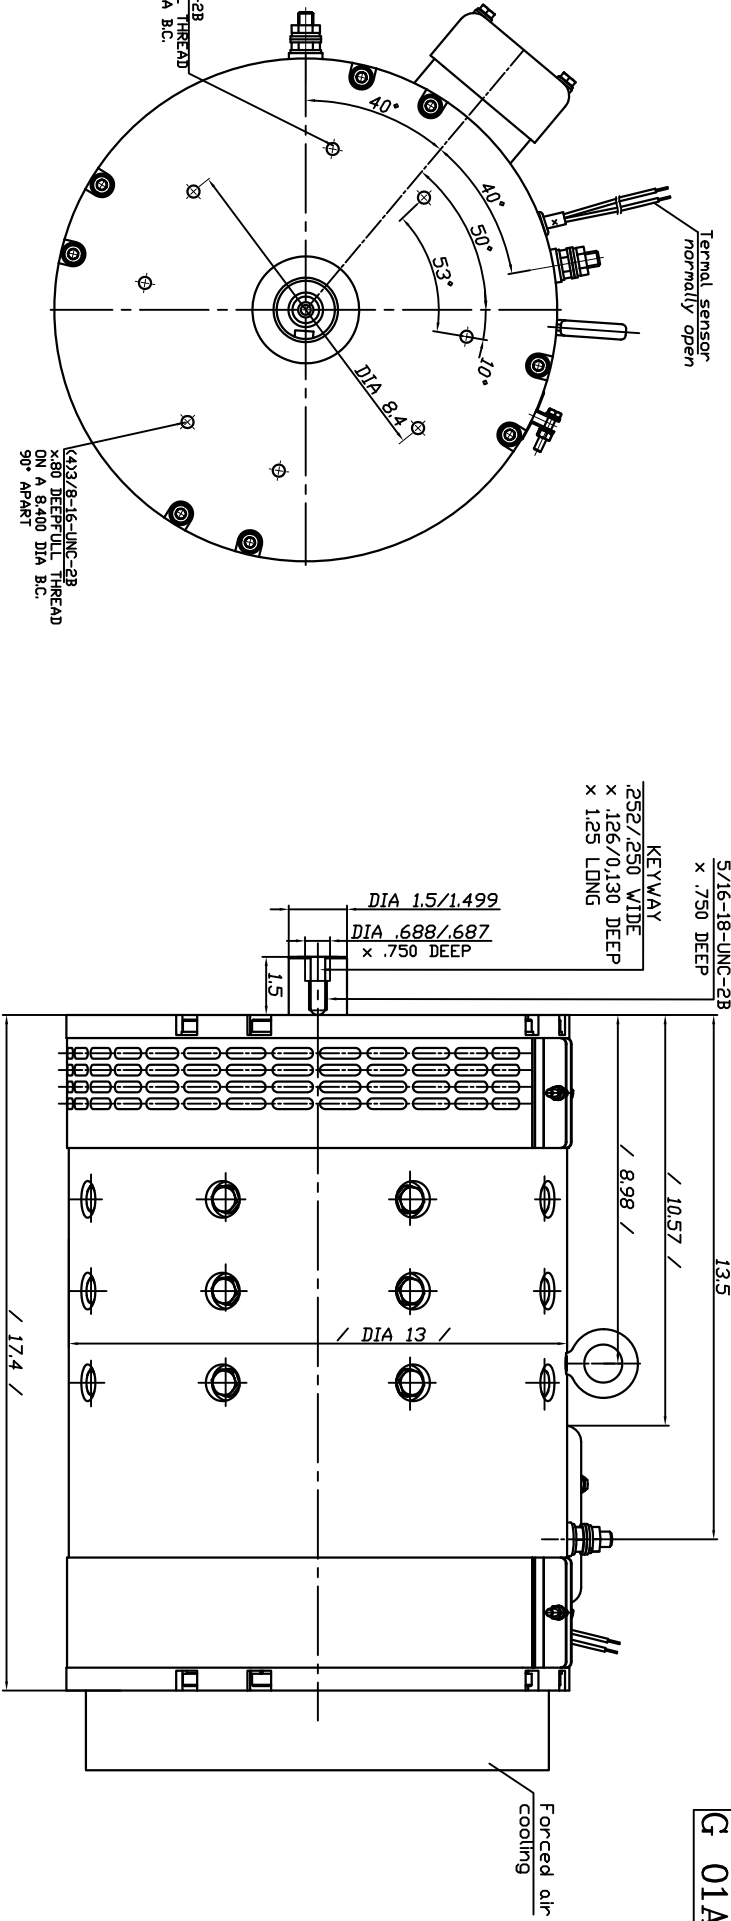 -2B
THREAD
A B.C.
40°
40°
50°
53°
10°
DIA 8.4
Termal sensor
normally open
(4)3/8-16-UNC-2B
x.80 DEEPFULL THREAD
ON A 8.400 DIA B.C.
90° APART
5/16-18-UNC-2B
x .750 DEEP
KEYWAY
.252/.250 WIDE
x .126/0,130 DEEP
x 1.25 LONG
DIA 1.5/1.499
DIA .688/.687
x .750 DEEP
1.5
/ 8.98 /
/ 10.57 /
13.5
/ DIA 13 /
/ 17.4 /
Forced air
cooling
G 01A